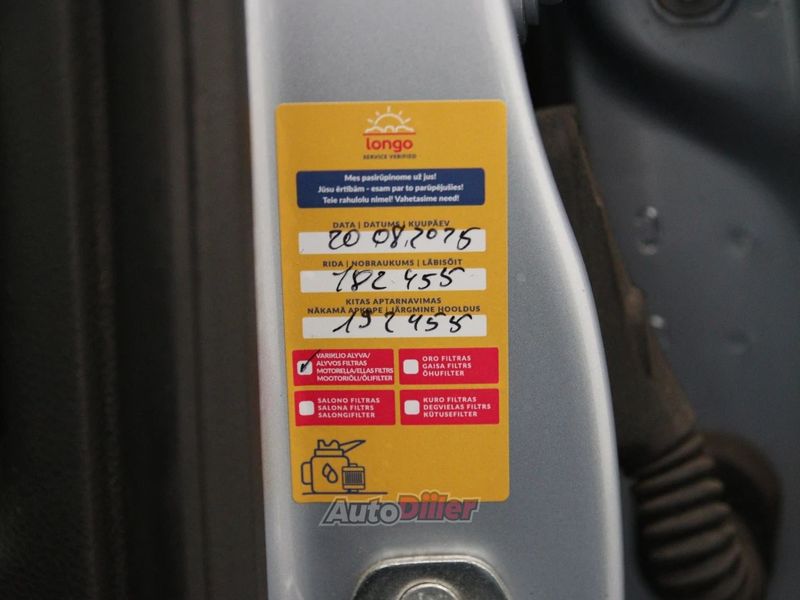 longo
SERVICE VERIFIED
Mes pasirūpinome už jus!
Jūsu ērtībām - esam par to parūpējušies!
Teie rahulolu nimel! Vahetasime need!
DATA | DATUMS | KUUPÄEV
20 08.2025
RIDA | NOBRAUKUMS | LÄBISÕIT
182 455
KITAS APTARNAVIMAS
NĀKAMĀ APKOPE | JÄRGMINE HOOLDUS
192 455
VARIKLIO ALYVA/
ALYVOS FILTRAS
MOTORELLA/ELLAS FILTRS
MOOTORIÕLI/ÕLIFILTER
ORO FILTRAS
GAISA FILTRS
ÕHUFILTER
SALONO FILTRAS
SALONA FILTRS
SALONGIFILTER
KURO FILTRAS
DEGVIELAS FILTRS
KÜTUSEFILTER
AutoDiler